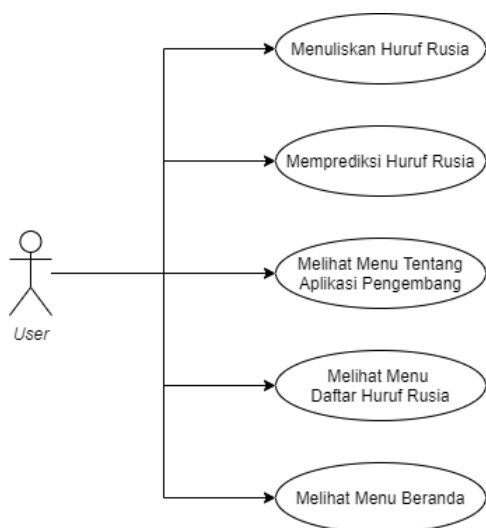 Menuliskan Huruf Rusia
Memprediksi Huruf Rusia
Melihat Menu Tentang
Aplikasi Pengembang
User
Melihat Menu
Daftar Huruf Rusia
Melihat Menu Beranda